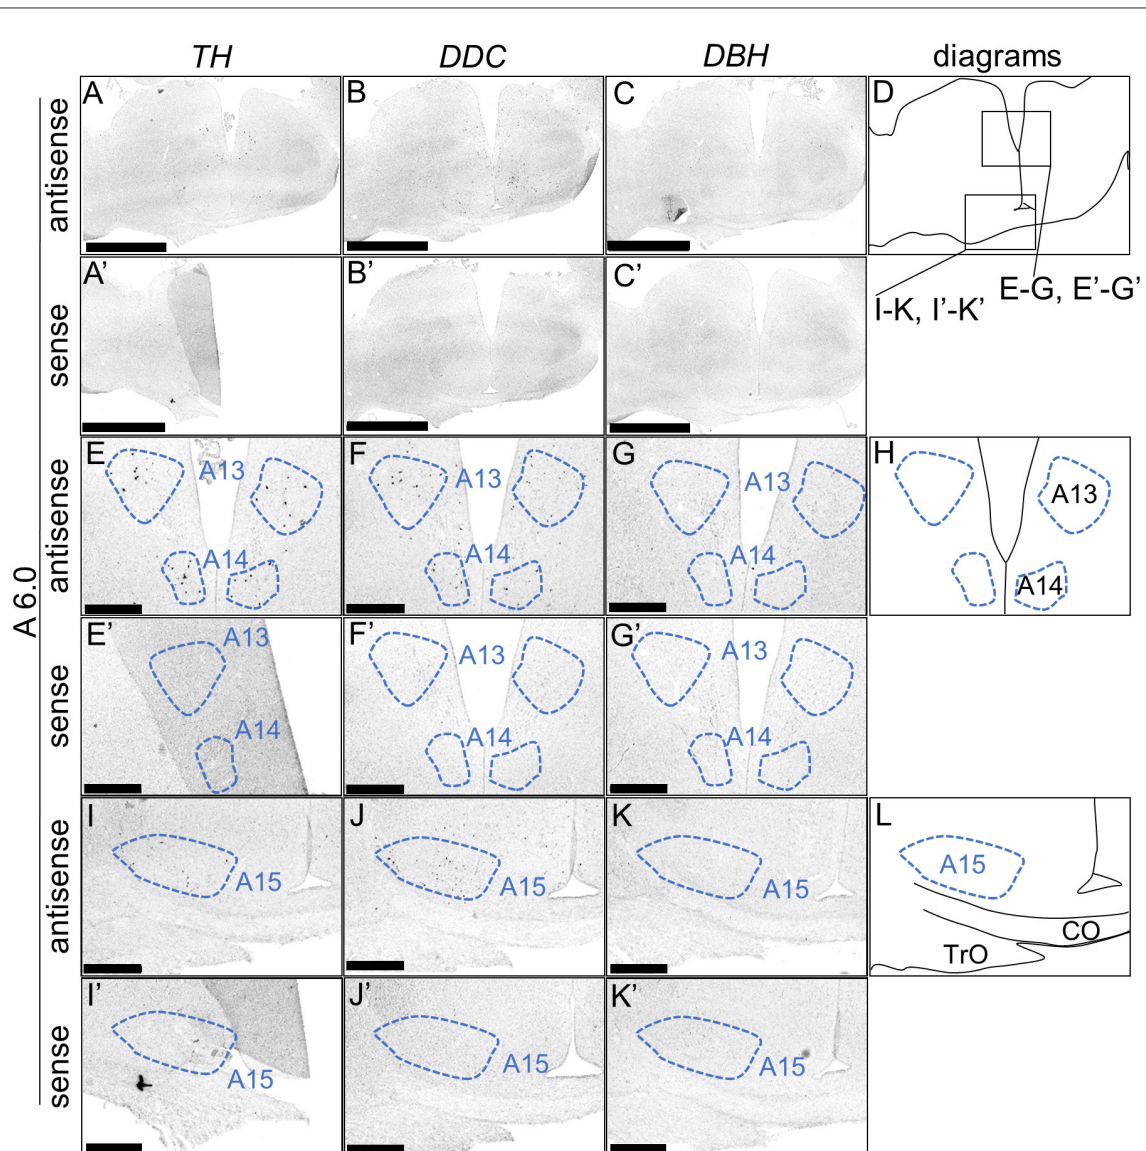 TH DDC DBH diagrams
A 6.0
antisense
A B C D
I-K, I’-K’ E-G, E’-G’
sense
A’ B’ C’
antisense
E A13 F A13 G A13 H A13
A14 A14 A14 A14
sense
E’ A13 F’ A13 G’ A13
A14 A14 A14
antisense
I J K L
A15 A15 A15 A15
CO
TrO
sense
I’ J’ K’
A15 A15 A15